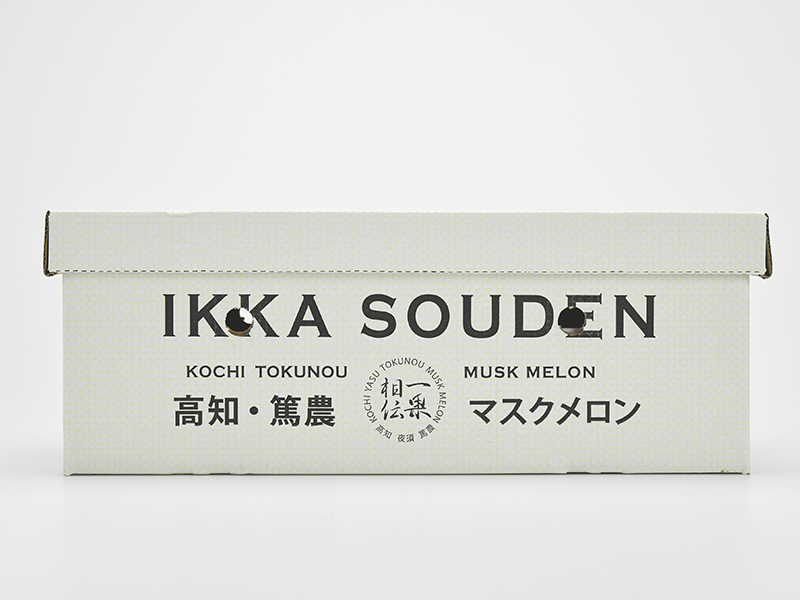 IKKA SOUDEN
KOCHI TOKUNOU
MUSK MELON
高知・篤農
KOCHI YASU TOKUNOU MUSK MELON
一果
相伝
高知 夜須 篤農
マスクメロン